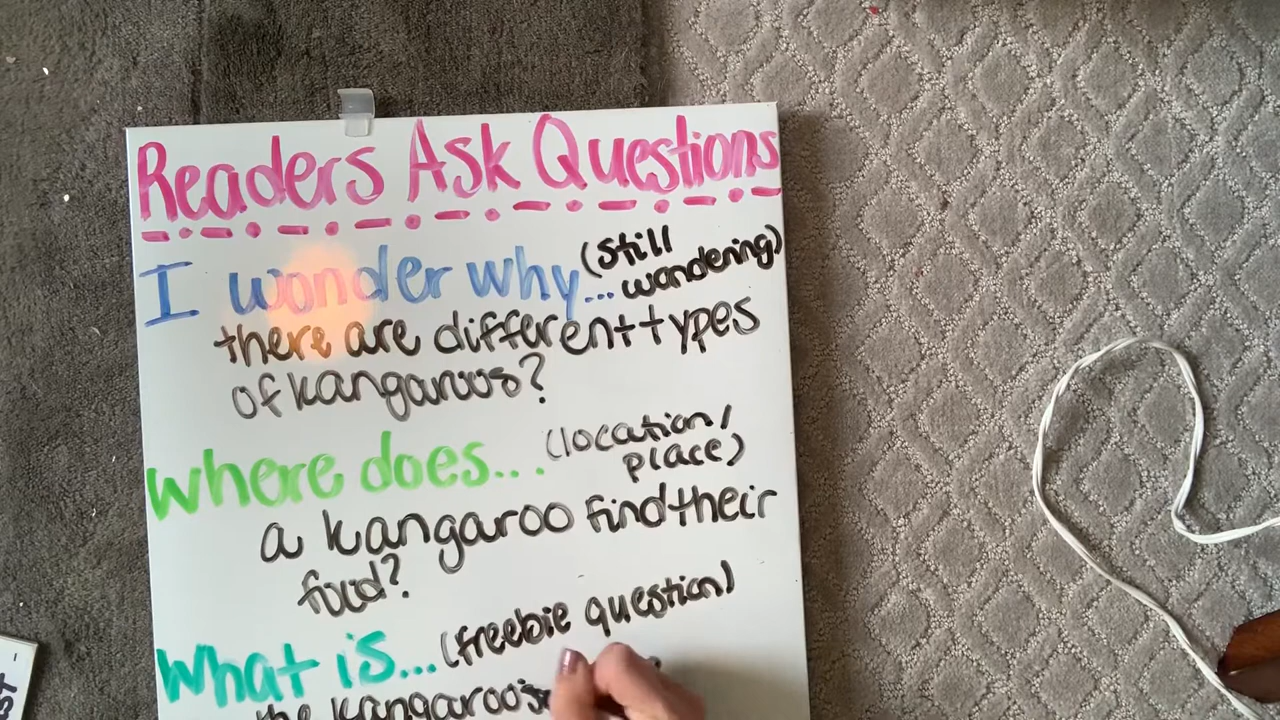 Readers Ask Questions
I wonder why... (still
wondering)
there are different types
of kangaroos?
Where does... (location/
place)
a kangaroo find their
food?
What is... (freebie question)
the kangaroo's